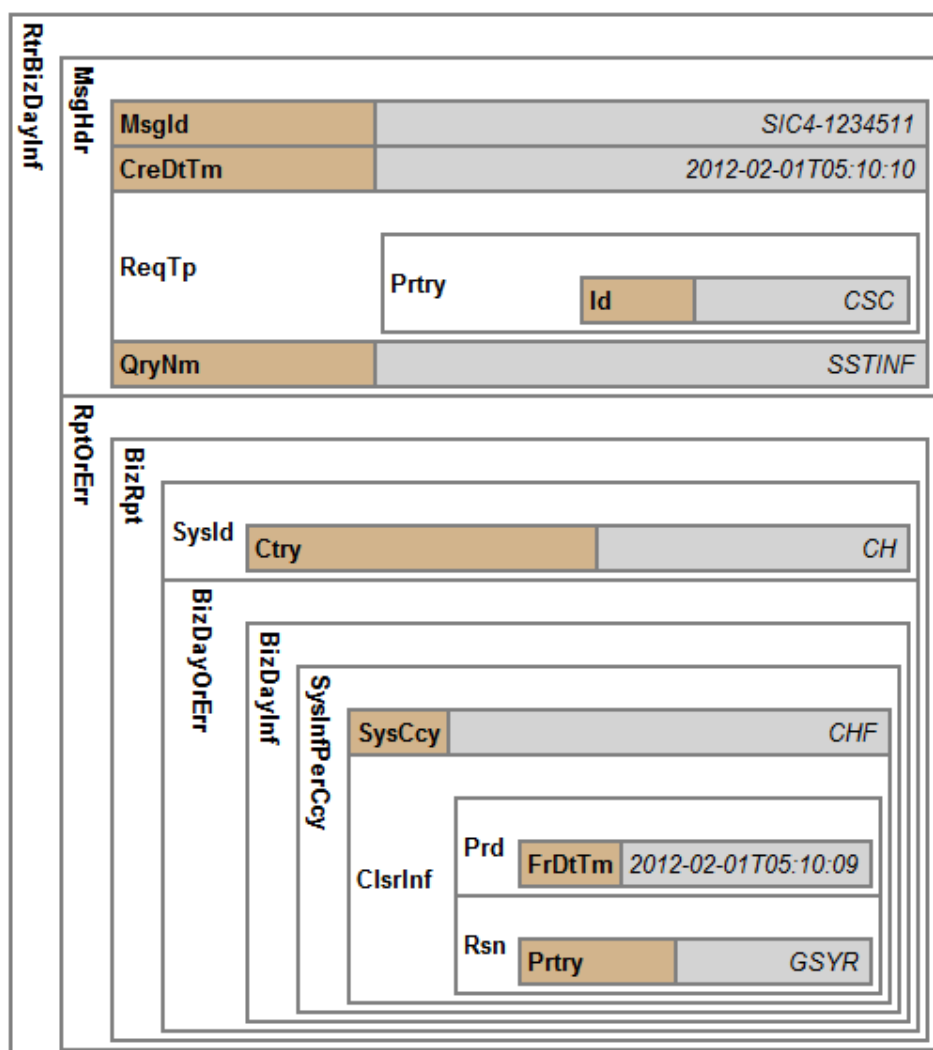 RtrBizDayInf
MsgHdr
MsgId SIC4-1234511
CreDtTm 2012-02-01T05:10:10
ReqTp
Prtry
Id CSC
QryNm SSTINF
RptOrErr
BizRpt
SysId
Ctry CH
BizDayOrErr
BizDayInf
SysInfPerCcy
SysCcy CHF
ClsrInf
Prd
FrDtTm 2012-02-01T05:10:09
Rsn
Prtry GSYR